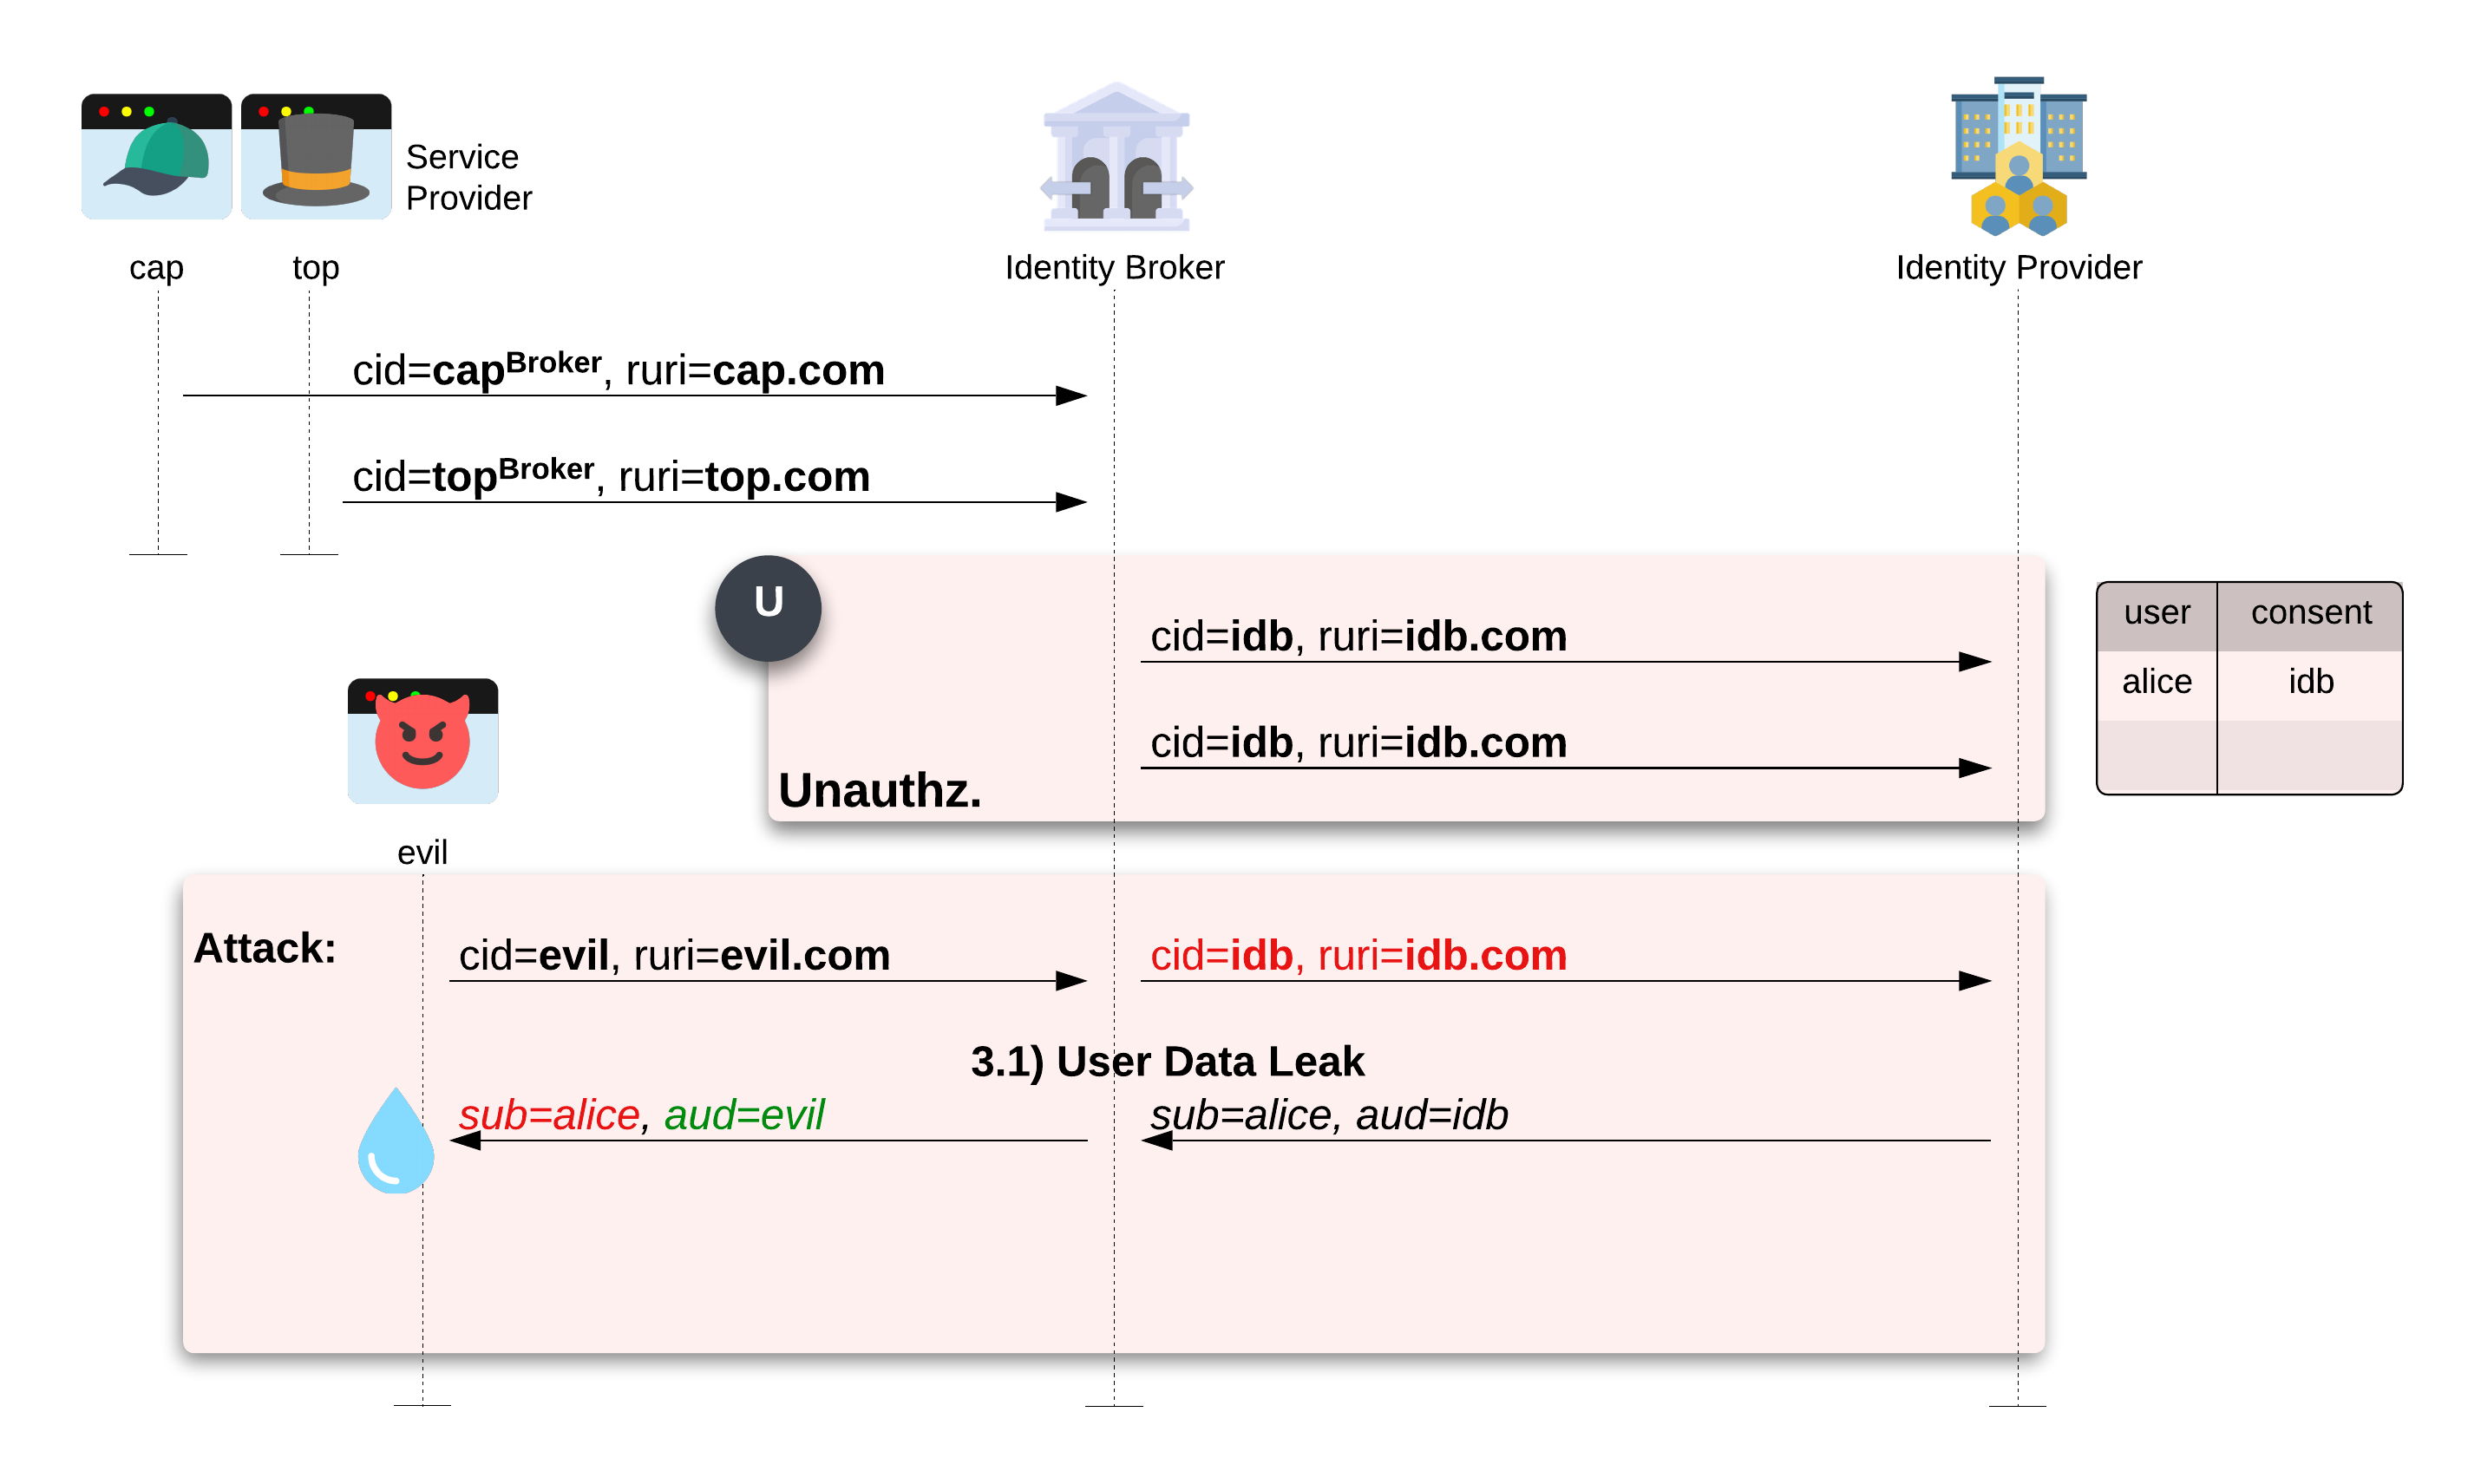 Service
Provider
cap
top
Identity Broker
Identity Provider
cid=capBroker, ruri=cap.com
cid=topBroker, ruri=top.com
U
cid=idb, ruri=idb.com
cid=idb, ruri=idb.com
Unauthz.
user consent
alice idb
evil
Attack:
cid=evil, ruri=evil.com
cid=idb, ruri=idb.com
3.1) User Data Leak
sub=alice, aud=evil
sub=alice, aud=idb